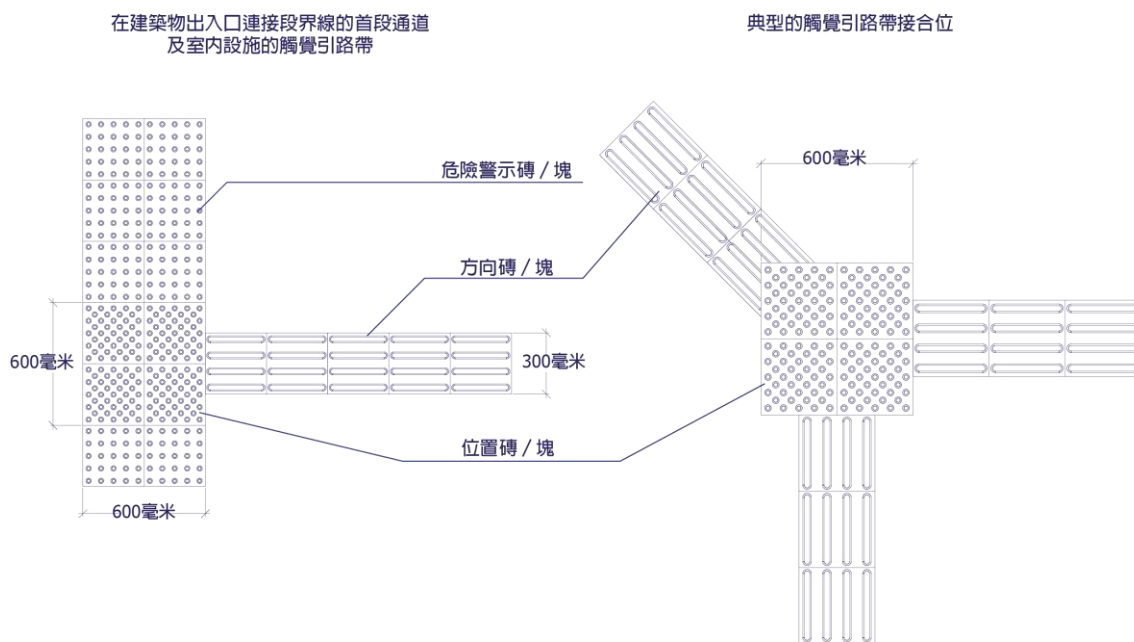 在建築物出入口連接段界線的首段通道
及室內設施的觸覺引路帶
典型的觸覺引路帶接合位
600毫米
危險警示磚 / 塊
方向磚 / 塊
600毫米
300毫米
位置磚 / 塊
600毫米